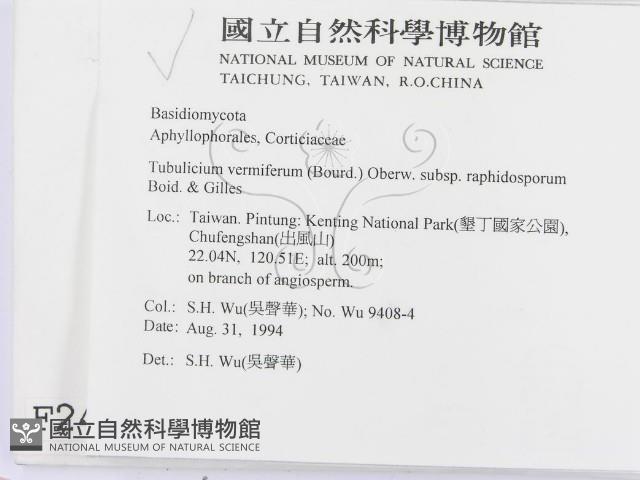 國立自然科學博物館
NATIONAL MUSEUM OF NATURAL SCIENCE
TAICHUNG, TAIWAN, R.O.CHINA
Basidiomycota
Aphyllophorales, Corticiaceae
Tubulicium vermiferum (Bourd.) Oberw. subsp. raphidosporum
Boid. & Gilles
Loc.: Taiwan. Pintung: Kenting National Park(墾丁國家公園),
Chufengshan(出風山)
22.04N, 120.51E; alt. 200m;
on branch of angiosperm.
Col.: S.H. Wu(吳聲華); No. Wu 9408-4
Date: Aug. 31, 1994
Det.: S.H. Wu(吳聲華)
國立自然科學博物館
NATIONAL MUSEUM OF NATURAL SCIENCE